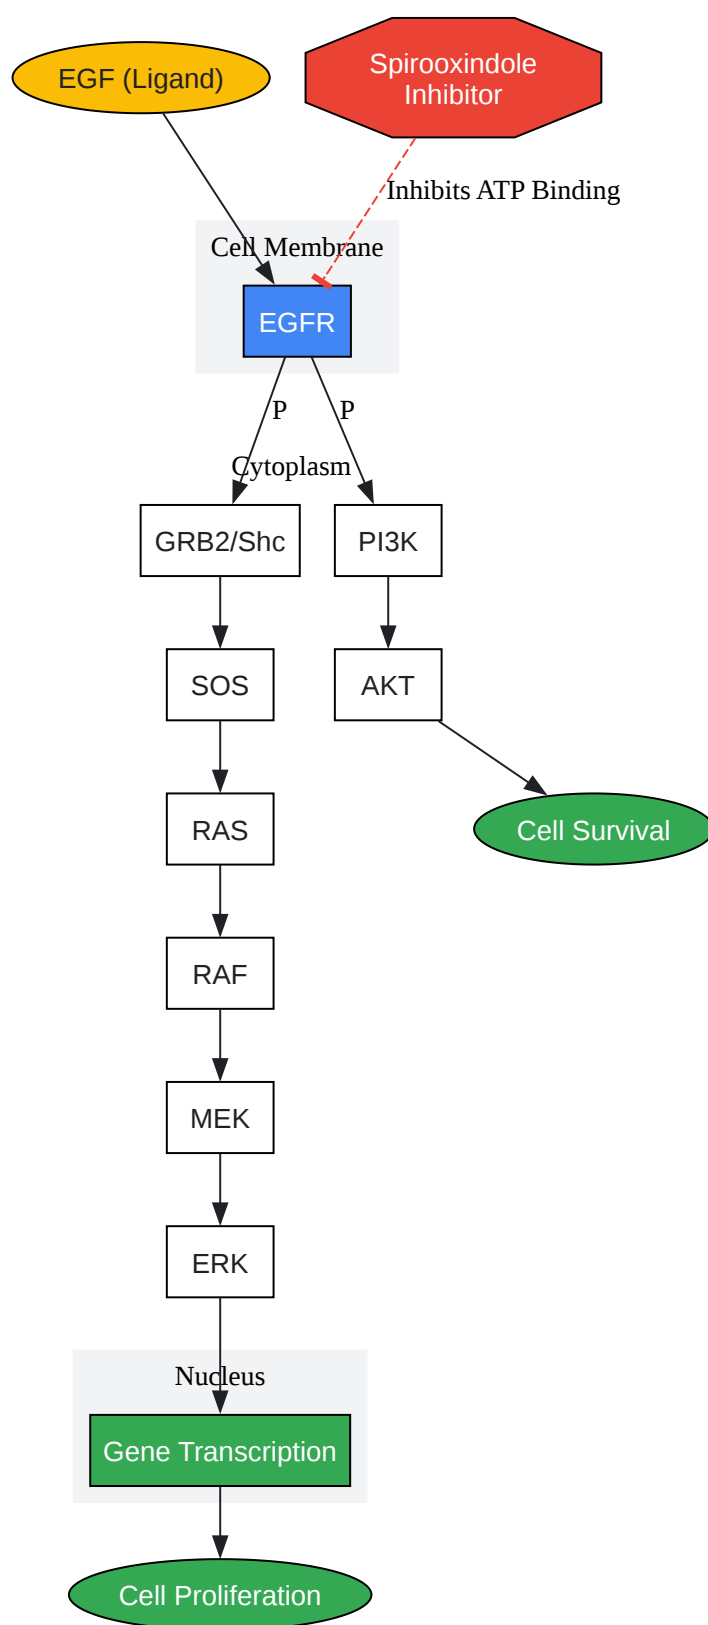 EGF (Ligand)
Spirooxindole
Inhibitor
Inhibits ATP Binding
Cell Membrane
EGFR
P
P
Cytoplasm
GRB2/Shc
PI3K
SOS
AKT
RAS
Cell Survival
RAF
MEK
ERK
Nucleus
Gene Transcription
Cell Proliferation